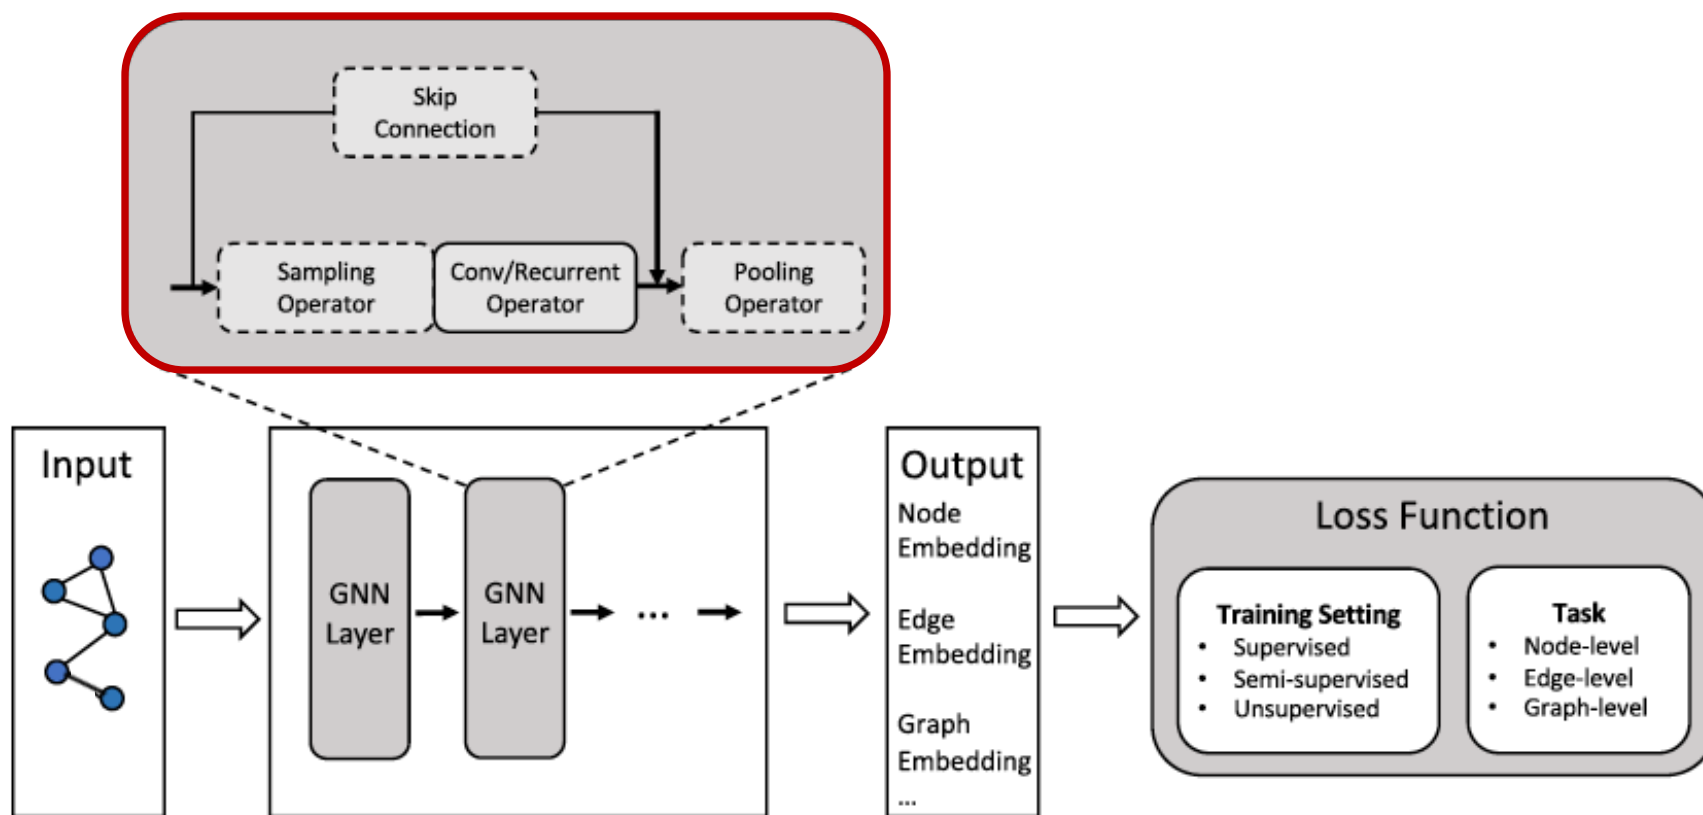 Skip
Connection
Sampling
Operator
Conv/Recurrent
Operator
Pooling
Operator
Input
GNN
Layer
GNN
Layer
...
Output
Node
Embedding
Edge
Embedding
Graph
Embedding
...
Loss Function
Training Setting
• Supervised
• Semi-supervised
• Unsupervised
Task
• Node-level
• Edge-level
• Graph-level